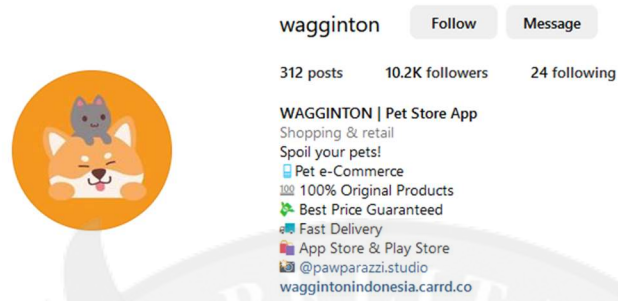 wagginton Follow Message
312 posts 10.2K followers 24 following
WAGGINTON | Pet Store App
Shopping & retail
Spoil your pets!
📱 Pet e-Commerce
💯 100% Original Products
💸 Best Price Guaranteed
🚚 Fast Delivery
🛍️ App Store & Play Store
📸 @pawparazzi.studio
waggintonindonesia.carrd.co